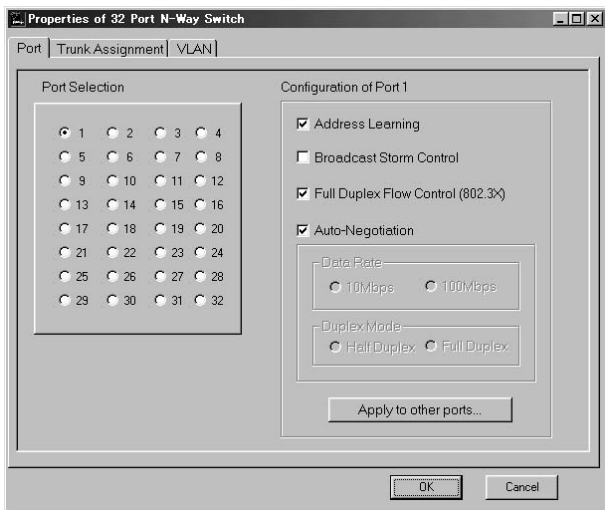 Properties of 32 Port N-Way Switch
Port Trunk Assignment VLAN
Port Selection
1 2 3 4
5 6 7 8
9 10 11 12
13 14 15 16
17 18 19 20
21 22 23 24
25 26 27 28
29 30 31 32
Configuration of Port 1
Address Learning
Broadcast Storm Control
Full Duplex Flow Control (802.3X)
Auto-Negotiation
Data Rate
10Mbps 100Mbps
Duplex Mode
Half Duplex Full Duplex
Apply to other ports...
OK Cancel